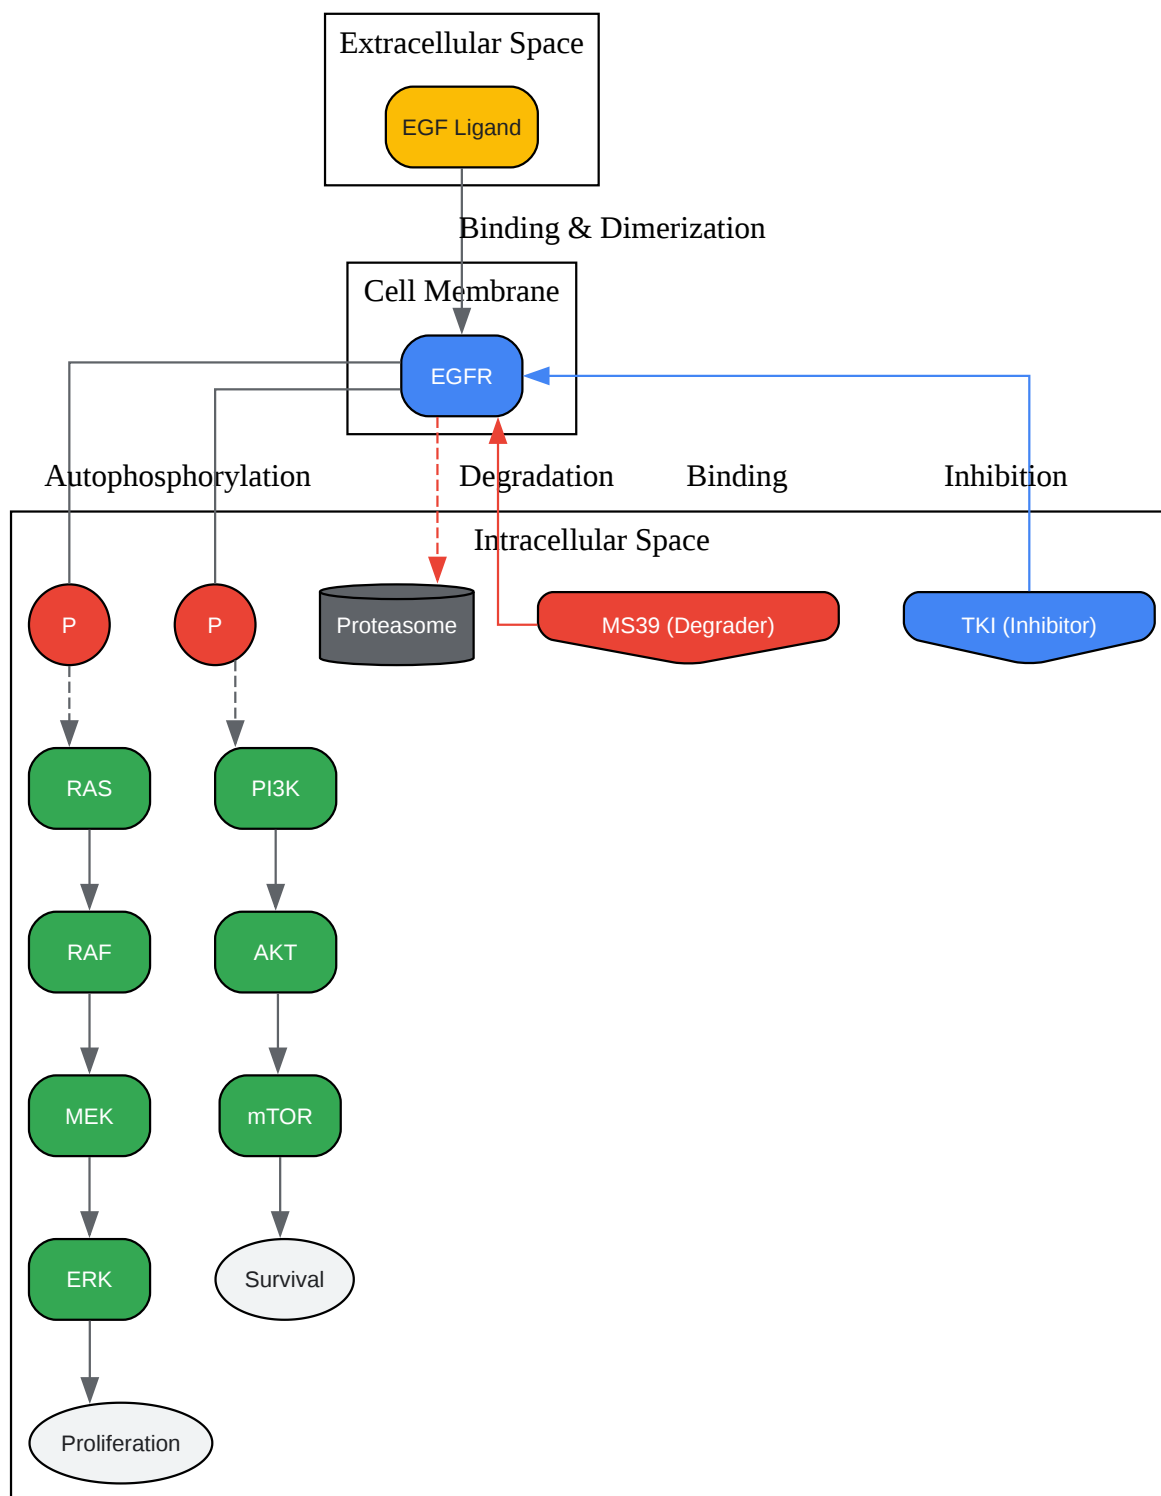 Extracellular Space
EGF Ligand
Binding & Dimerization
Cell Membrane
EGFR
Autophosphorylation
Degradation
Binding
Inhibition
Intracellular Space
P
P
Proteasome
MS39 (Degrader)
TKI (Inhibitor)
RAS
PI3K
RAF
AKT
MEK
mTOR
ERK
Survival
Proliferation